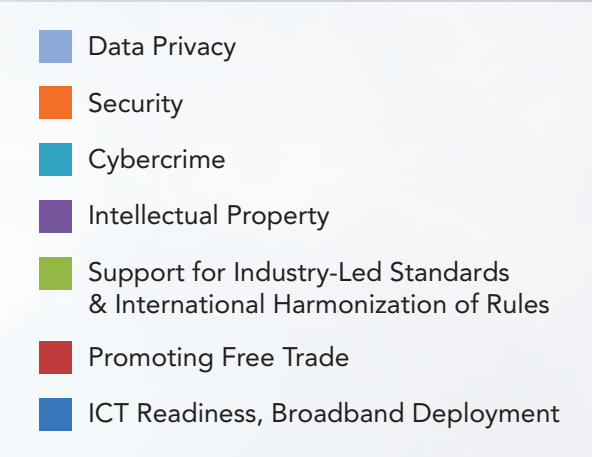 Data Privacy
Security
Cybercrime
Intellectual Property
Support for Industry-Led Standards
& International Harmonization of Rules
Promoting Free Trade
ICT Readiness, Broadband Deployment